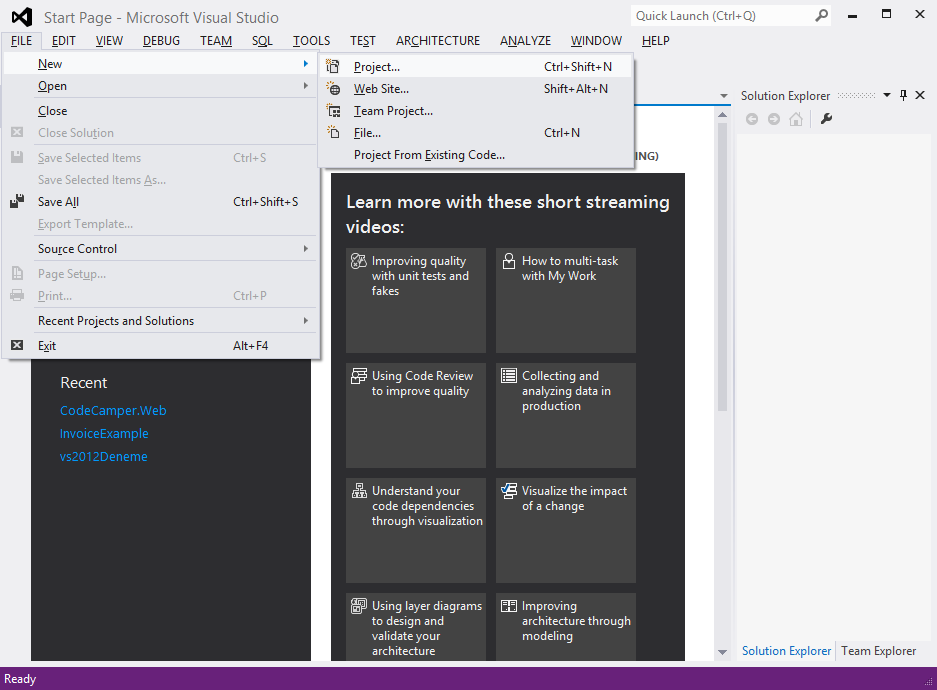 Start Page - Microsoft Visual Studio
Quick Launch (Ctrl+Q)
FILE EDIT VIEW DEBUG TEAM SQL TOOLS TEST ARCHITECTURE ANALYZE WINDOW HELP
New
Open
Close
Close Solution
Save Selected Items Ctrl+S
Save Selected Items As...
Save All Ctrl+Shift+S
Export Template...
Source Control
Page Setup...
Print... Ctrl+P
Recent Projects and Solutions
Exit Alt+F4
Project... Ctrl+Shift+N
Web Site... Shift+Alt+N
Team Project...
File... Ctrl+N
Project From Existing Code...
ING)
Learn more with these short streaming
videos:
Improving quality
with unit tests and
fakes
How to multi-task
with My Work
Using Code Review
to improve quality
Collecting and
analyzing data in
production
Understand your
code dependencies
through visualization
Visualize the impact
of a change
Using layer diagrams
to design and
validate your
architecture
Improving
architecture through
modeling
Recent
CodeCamper.Web
InvoiceExample
vs2012Deneme
Solution Explorer
Solution Explorer Team Explorer
Ready